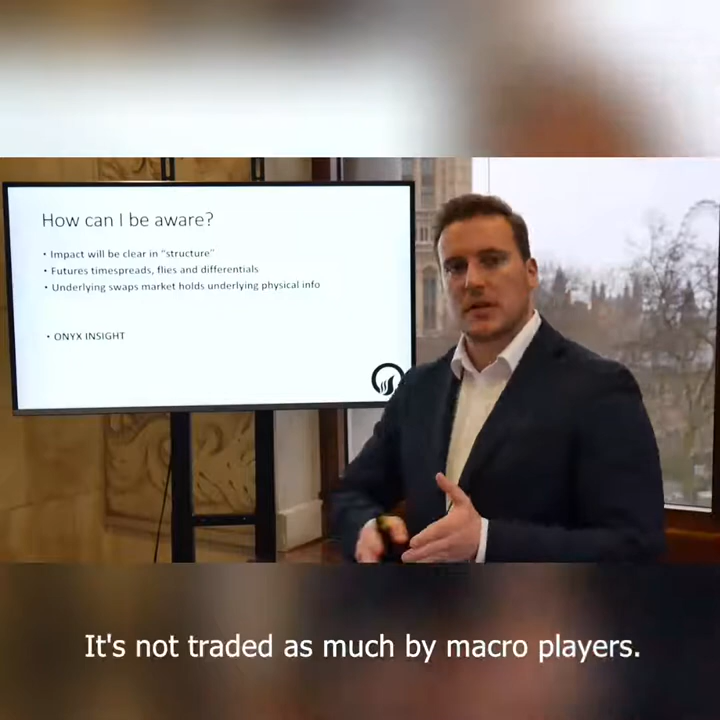 How can I be aware?
• Impact will be clear in "structure"
• Futures timespreads, flies and differentials
• Underlying swaps market holds underlying physical info
• ONYX INSIGHT
It's not traded as much by macro players.